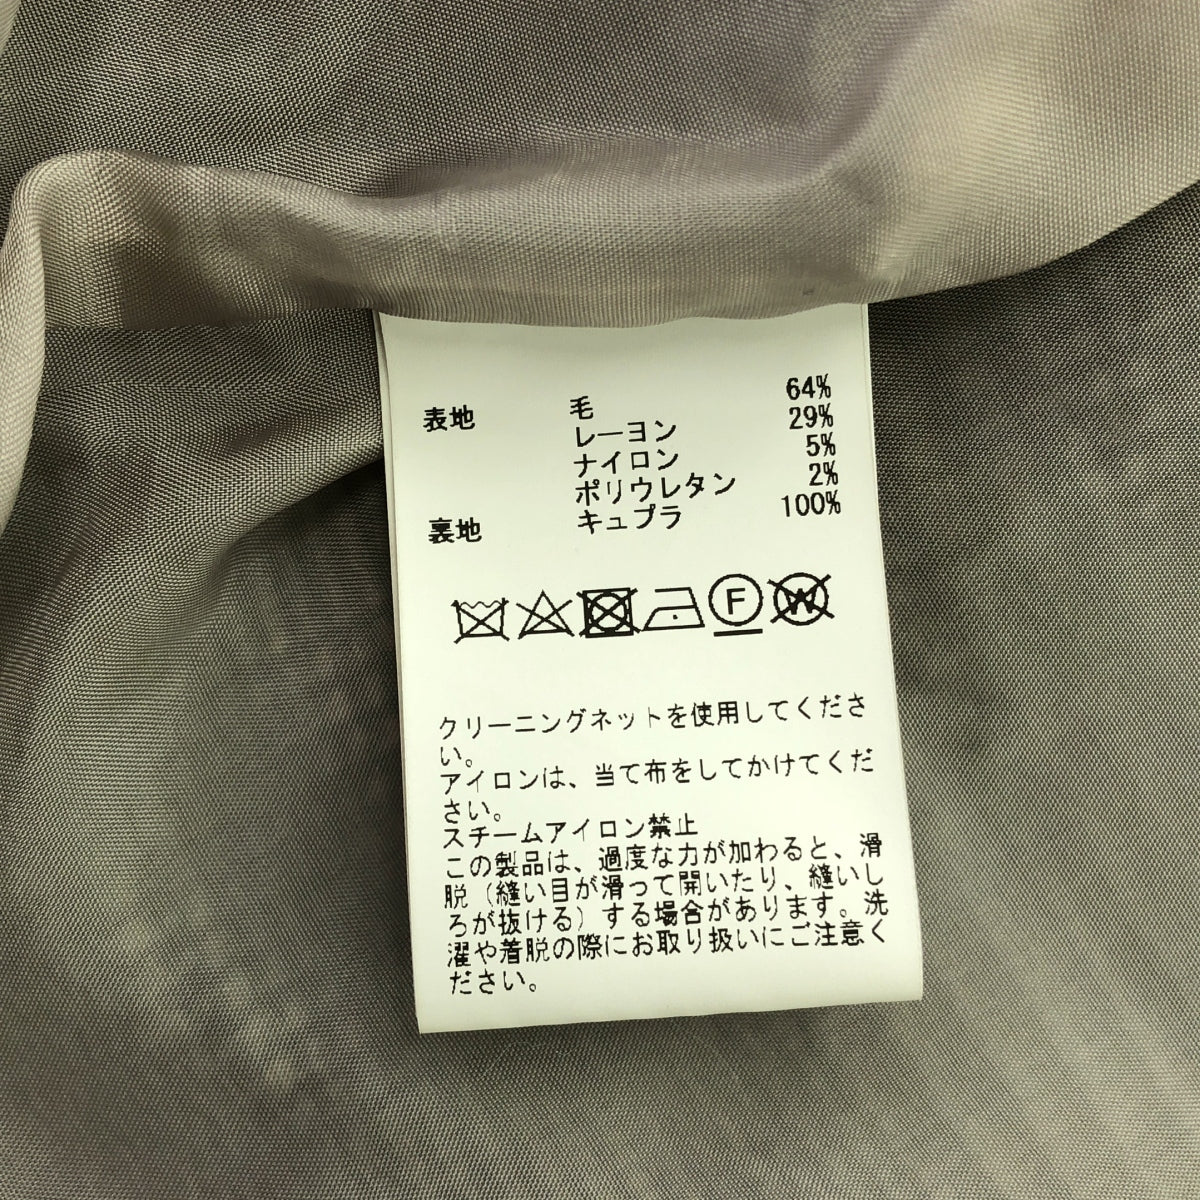 表地 毛 64%
レーヨン 29%
ナイロン 5%
ポリウレタン 2%
裏地 キュプラ 100%
F W
クリーニングネットを使用してくださ
い。
アイロンは、当て布をしてかけてくだ
さい。
スチームアイロン禁止
この製品は、過度な力が加わると、滑
脱（縫い目が滑って開いたり、縫いし
ろが抜ける）する場合があります。洗
濯や着脱の際にお取り扱いにご注意く
ださい。